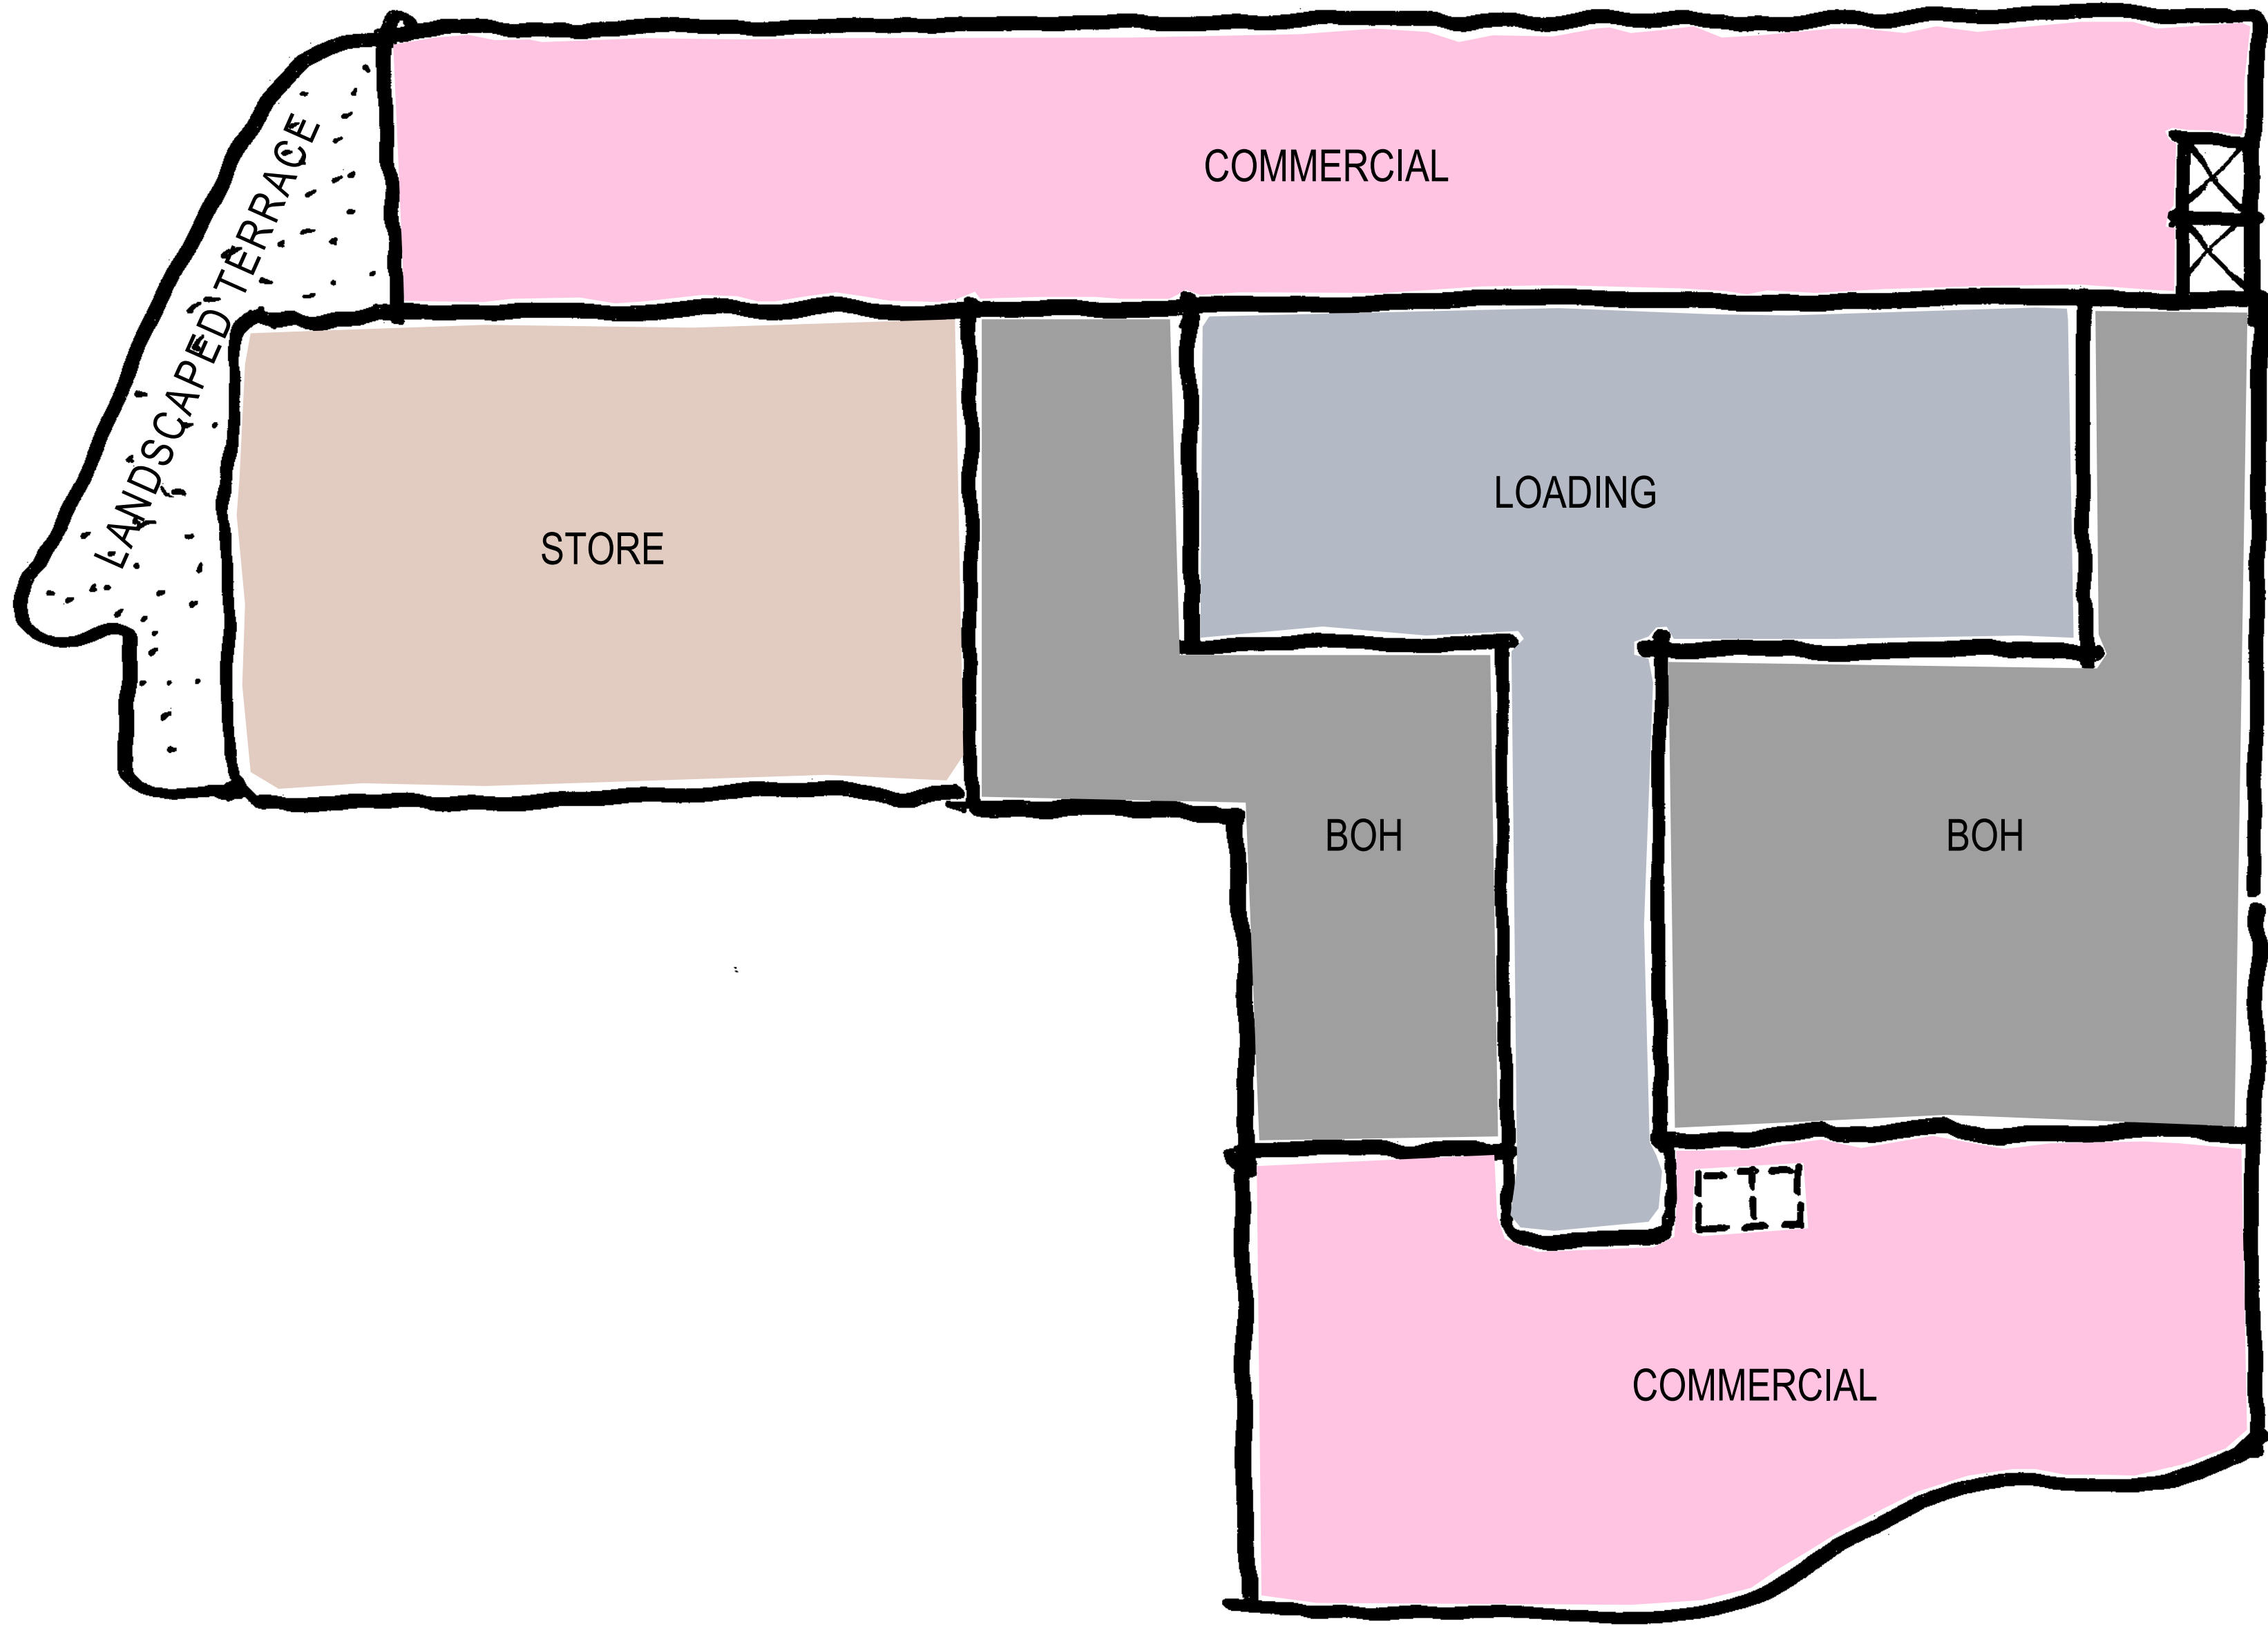 COMMERCIAL
LANDSCAPED TERRACE
LOADING
STORE
BOH
BOH
COMMERCIAL